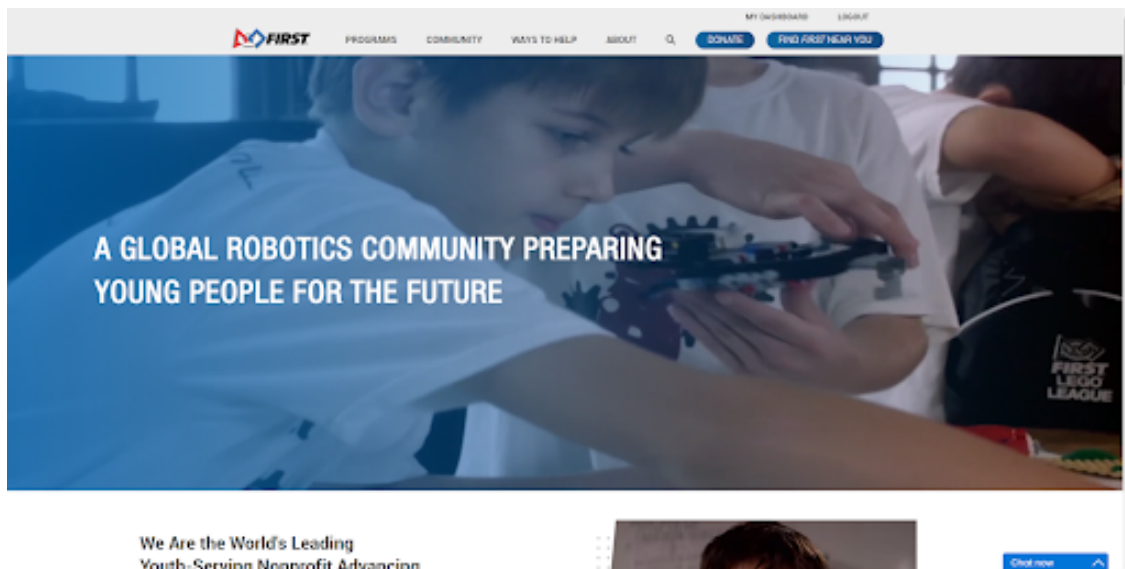 MY DASHBOARD LOGOUT
FIRST PROGRAMS COMMUNITY WAYS TO HELP ABOUT DONATE FIND FIRST NEAR YOU
A GLOBAL ROBOTICS COMMUNITY PREPARING
YOUNG PEOPLE FOR THE FUTURE
FIRST
LEGO
LEAGUE
We Are the World's Leading
Youth-Serving Nonprofit Advancing
Chat now